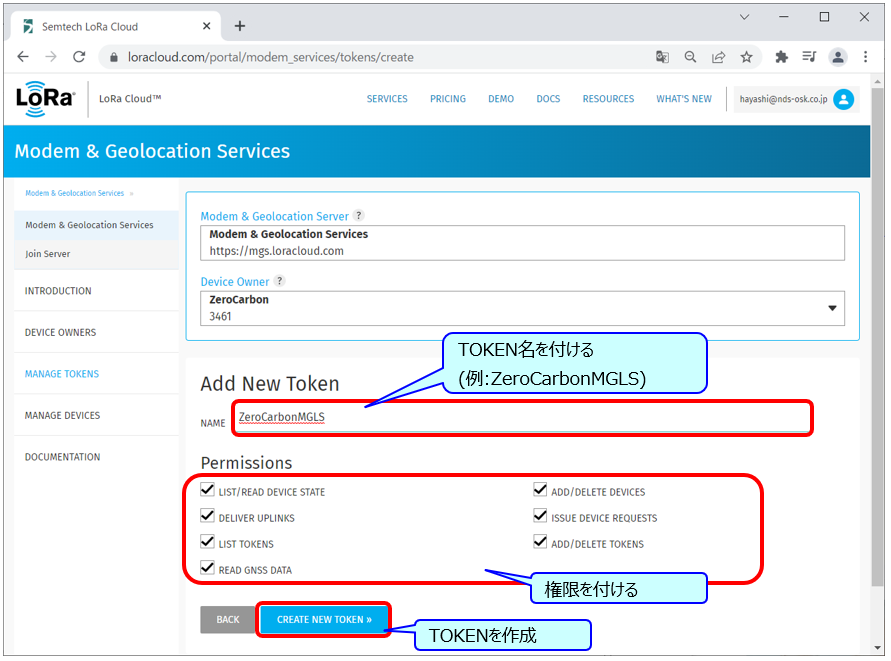 Semtech LoRa Cloud
loracloud.com/portal/modem_services/tokens/create
LoRa
LoRa Cloud™
SERVICES
PRICING
DEMO
DOCS
RESOURCES
WHAT'S NEW
hayashi@nds-osk.co.jp
Modem & Geolocation Services
Modem & Geolocation Services »
Modem & Geolocation Services
Join Server
INTRODUCTION
DEVICE OWNERS
MANAGE TOKENS
MANAGE DEVICES
DOCUMENTATION
Modem & Geolocation Server ?
Modem & Geolocation Services
https://mgs.loracloud.com
Device Owner ?
ZeroCarbon
3461
TOKEN名を付ける
(例:ZeroCarbonMGLS)
Add New Token
NAME ZeroCarbonMGLS
Permissions
LIST/READ DEVICE STATE
ADD/DELETE DEVICES
DELIVER UPLINKS
ISSUE DEVICE REQUESTS
LIST TOKENS
ADD/DELETE TOKENS
READ GNSS DATA
権限を付ける
BACK
CREATE NEW TOKEN »
TOKENを作成